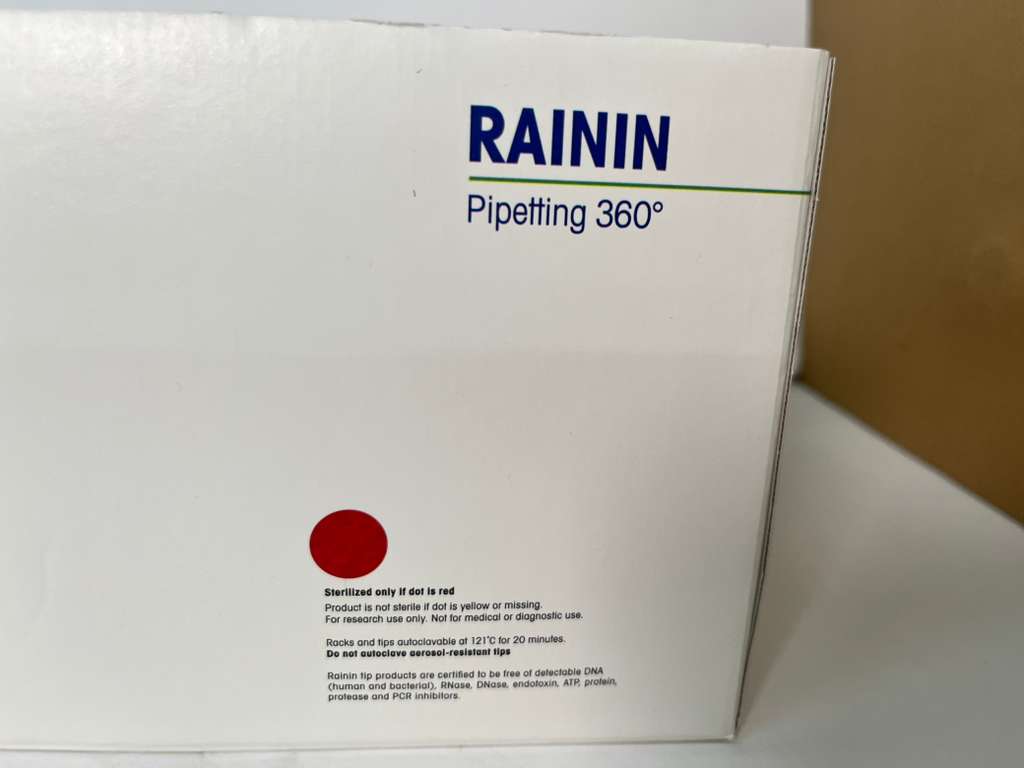 RAININ
Pipetting 360°
Sterilized only if dot is red
Product is not sterile if dot is yellow or missing.
For research use only. Not for medical or diagnostic use.
Racks and tips autoclavable at 121°C for 20 minutes.
Do not autoclave aerosol-resistant tips
Rainin tip products are certified to be free of detectable DNA
(human and bacterial), RNase, DNase, endotoxin, ATP, protein,
protease and PCR inhibitors.